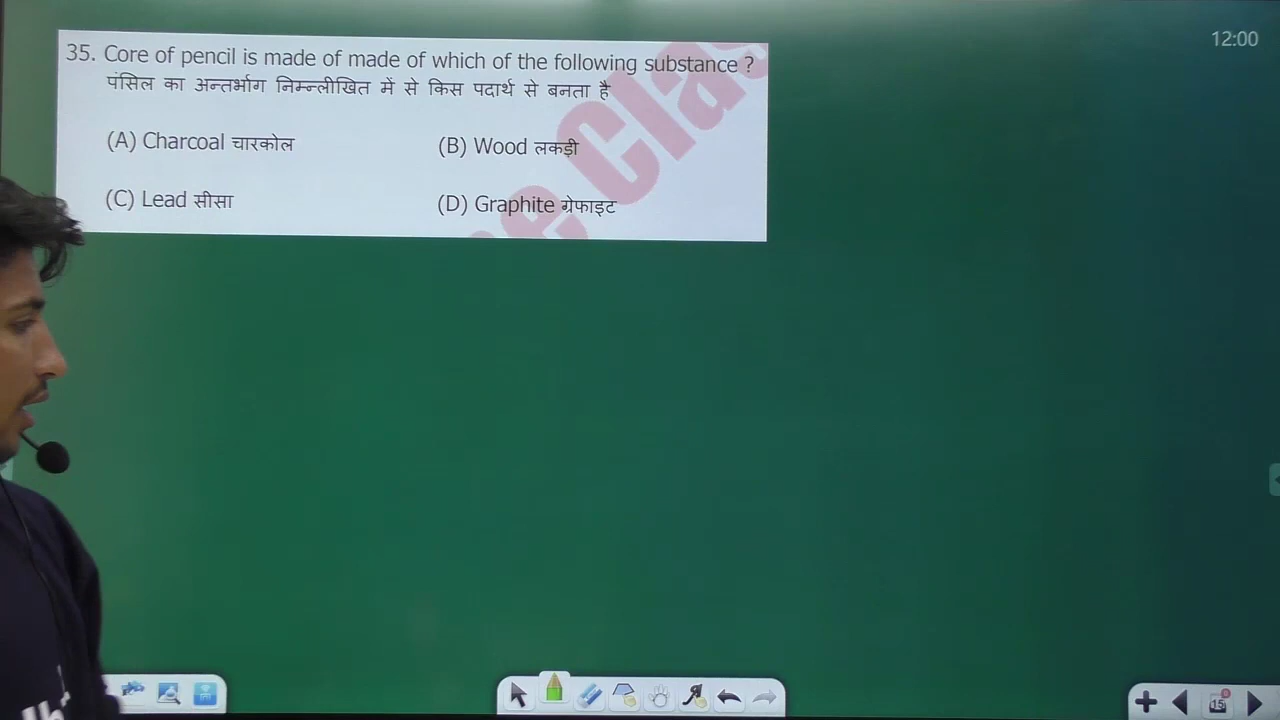 12:00
35. Core of pencil is made of made of which of the following substance ?
पंसिल का अन्तर्भाग निम्न्लीखित में से किस पदार्थ से बनता है
(A) Charcoal चारकोल (B) Wood लकड़ी
(C) Lead सीसा (D) Graphite ग्रेफाइट
15